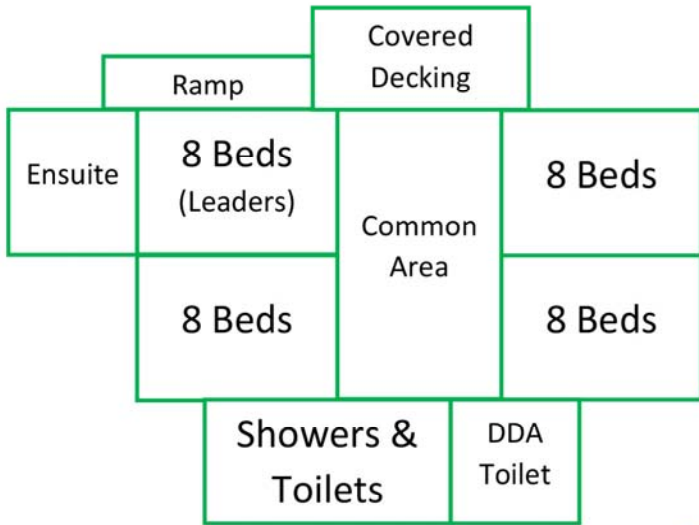 Covered
Decking
Ramp
Ensuite
8 Beds
(Leaders)
Common
Area
8 Beds
8 Beds
8 Beds
Showers &
Toilets
DDA
Toilet